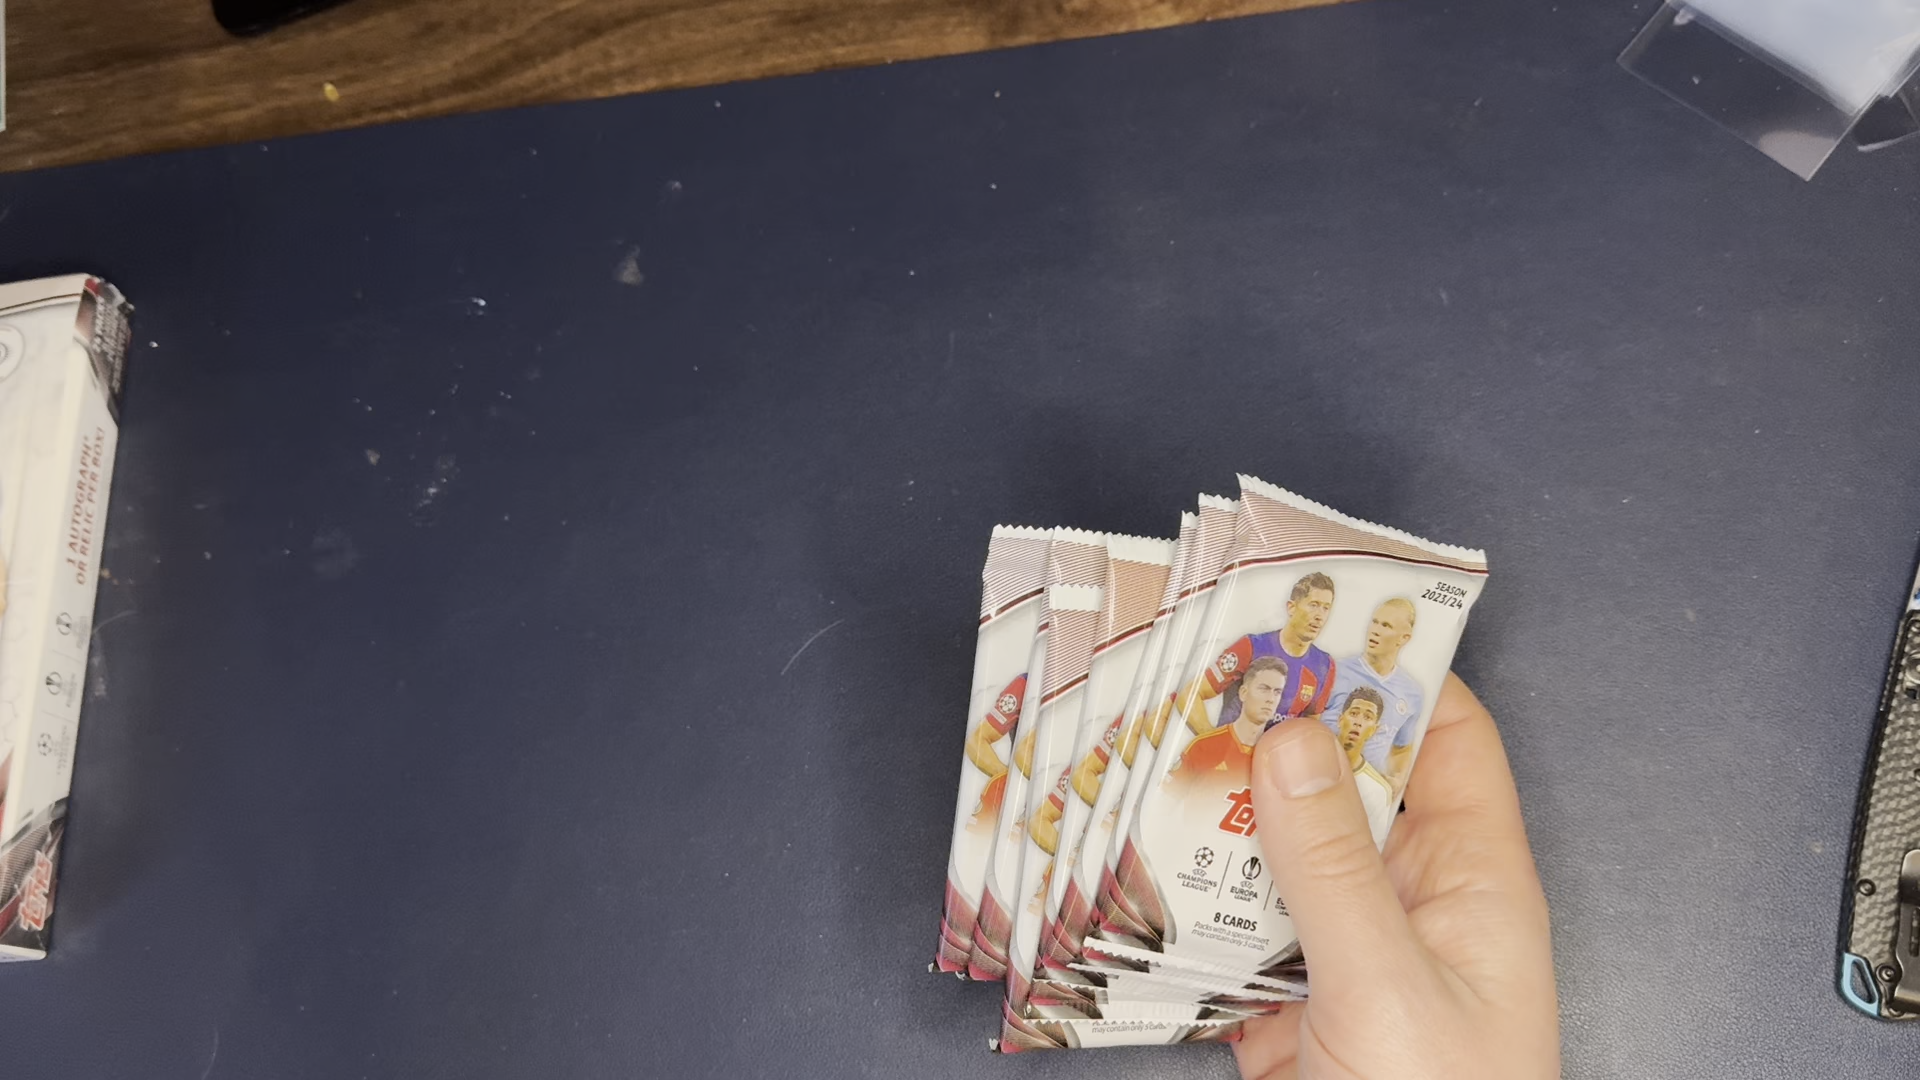 1 AUTOGRAPH*
OR RELIC PER BOX!
topps
SEASON
2023/24
CHAMPIONS
LEAGUE
EUROPA
LEAGUE
8 CARDS
Packs with a special insert
may contain only 3 cards.
may contain only 3 cards.